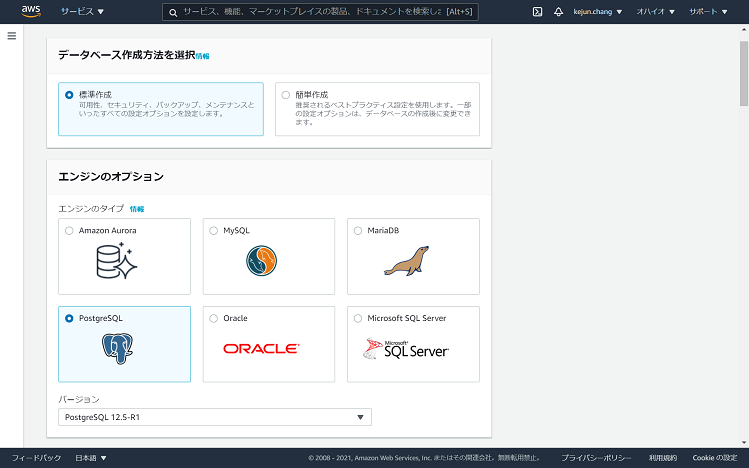 aws サービス ▼ サービス、機能、マーケットプレイスの製品、ドキュメントを検索しま [Alt+S] kejun.chang ▼ オハイオ ▼ サポート ▼
データベース作成方法を選択 情報
標準作成
可用性、セキュリティ、バックアップ、メンテナンスと
いったすべての設定オプションを設定します。
簡単作成
推奨されるベストプラクティス設定を使用します。一部
の設定オプションは、データベースの作成後に変更でき
ます。
エンジンのオプション
エンジンのタイプ 情報
Amazon Aurora
MySQL
MariaDB
PostgreSQL
Oracle
ORACLE
Microsoft SQL Server
Microsoft
SQL Server
バージョン
PostgreSQL 12.5-R1
フィードバック 日本語 ▼ © 2008 - 2021, Amazon Web Services, Inc. またはその関連会社。無断転用禁止。 プライバシーポリシー 利用規約 Cookie の設定